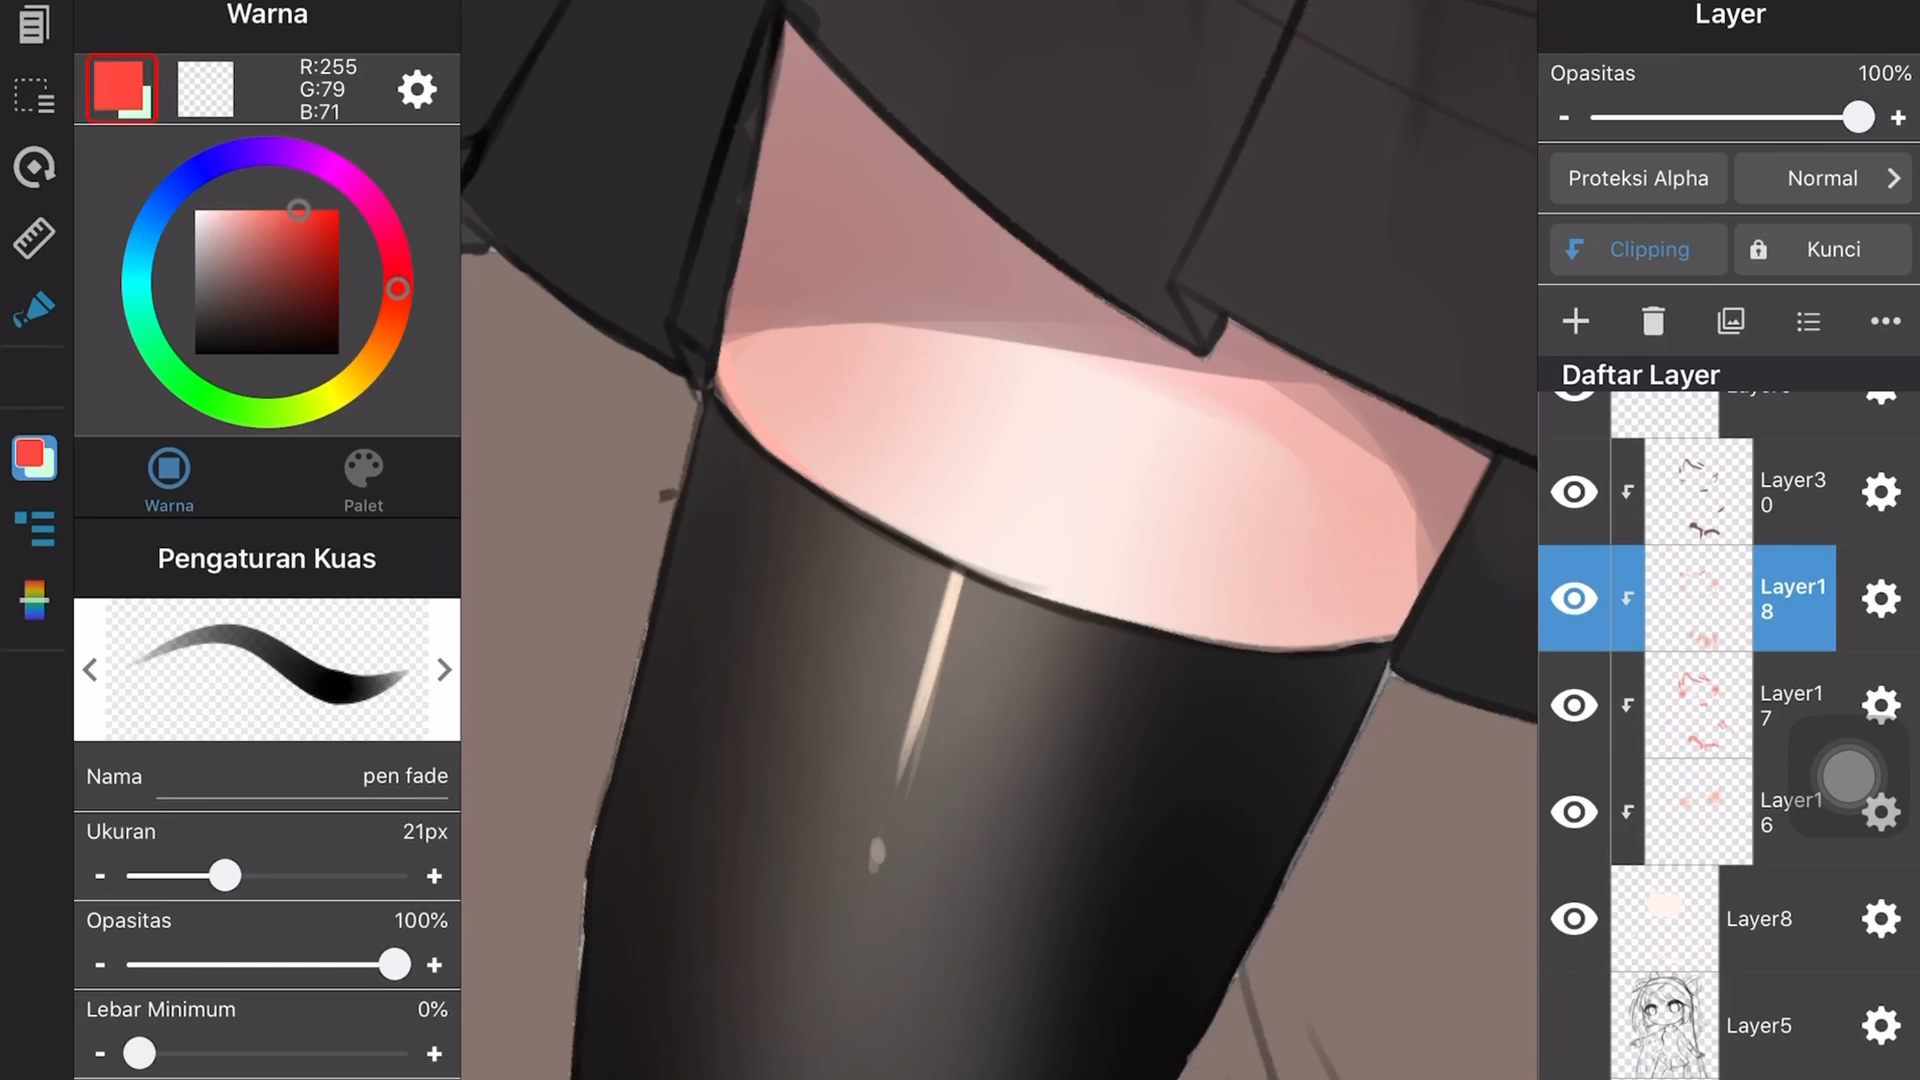 Warna
R:255
G:79
B:71
Warna
Palet
Pengaturan Kuas
Nama
pen fade
Ukuran
21px
-
+
Opasitas
100%
-
+
Lebar Minimum
0%
-
+
Layer
Opasitas
100%
-
+
Proteksi Alpha
Normal
Clipping
Kunci
Daftar Layer
Layer3
0
Layer1
8
Layer1
7
Layer1
6
Layer8
Layer5